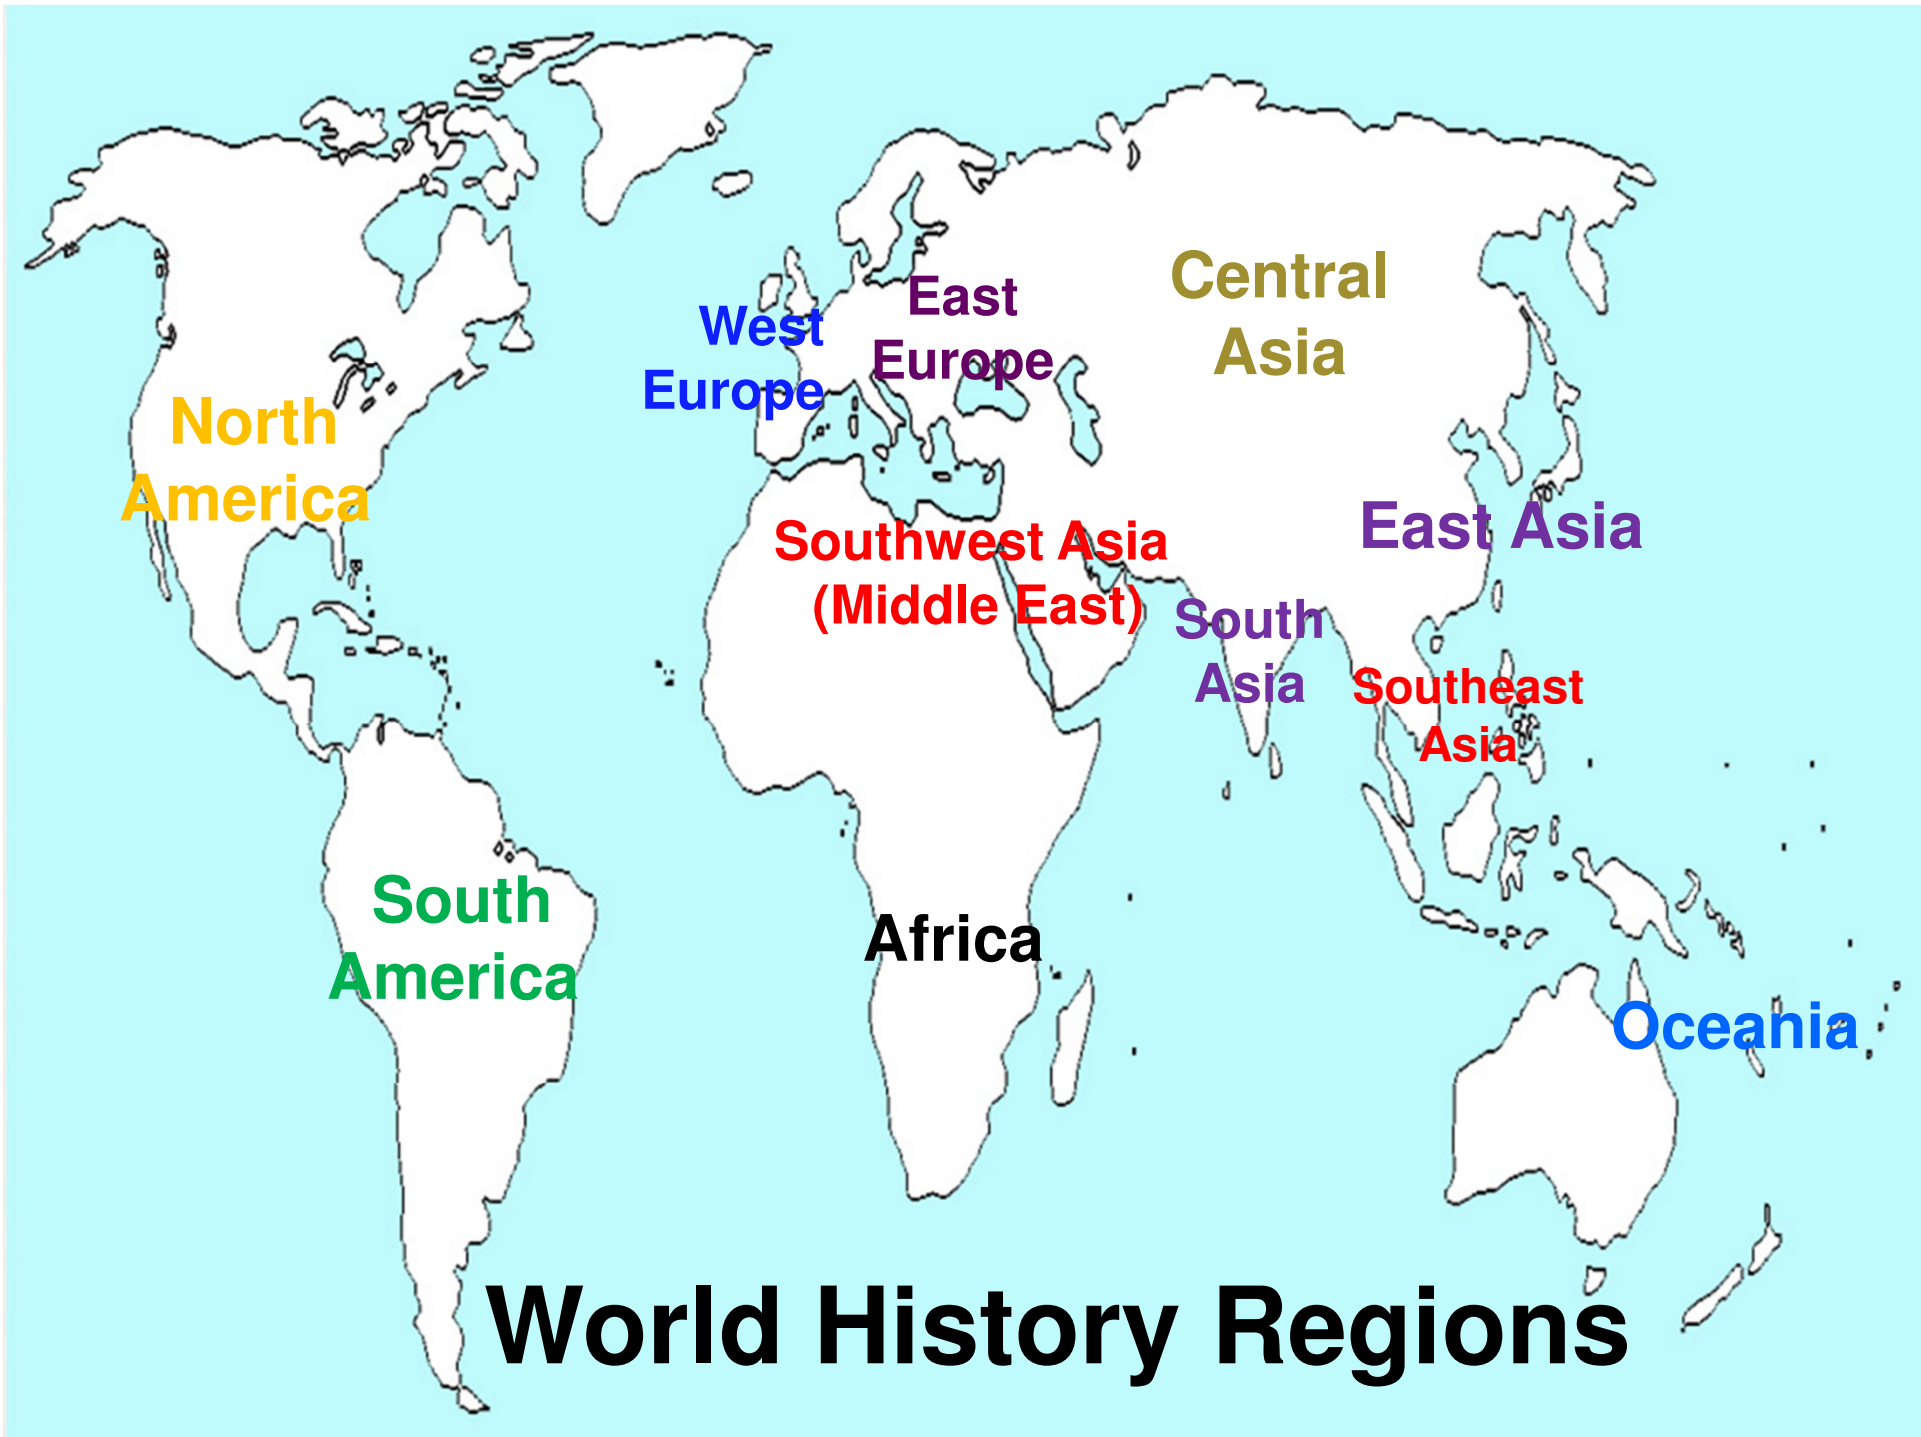 Central
Asia
East
Europe
West
Europe
North
America
Southwest Asia
(Middle East)
East Asia
South
Asia
Southeast
Asia
South
America
Africa
Oceania
World History Regions